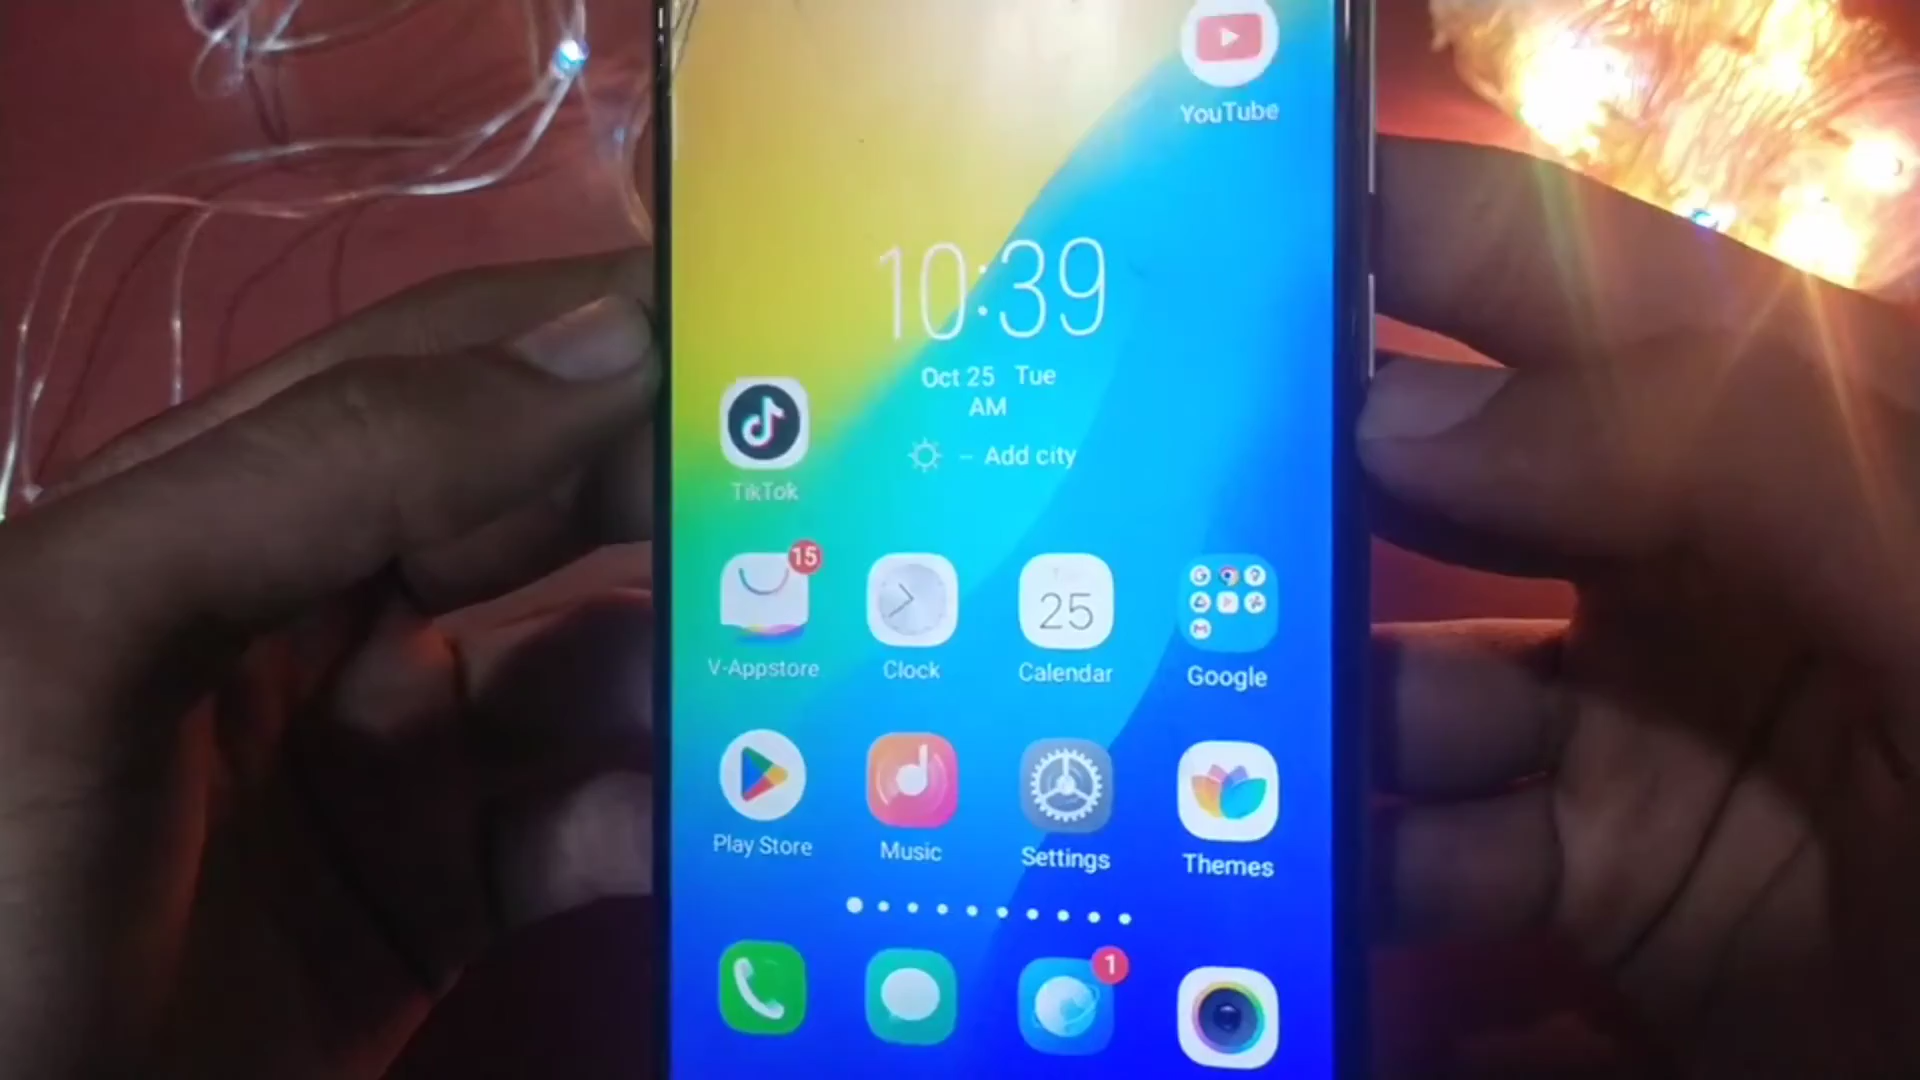 YouTube
10:39
Oct 25 Tue
AM
– Add city
TikTok
15
25
V-Appstore
Clock
Calendar
Google
Play Store
Music
Settings
Themes
1